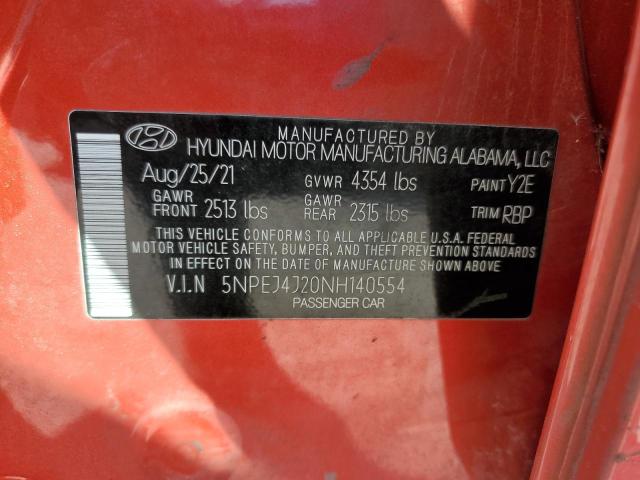 MANUFACTURED BY
HYUNDAI MOTOR MANUFACTURING ALABAMA, LLC
Aug/25/21 GVWR 4354 lbs PAINT Y2E
GAWR FRONT 2513 lbs GAWR REAR 2315 lbs TRIM RBP
THIS VEHICLE CONFORMS TO ALL APPLICABLE U.S.A. FEDERAL
MOTOR VEHICLE SAFETY, BUMPER, AND THEFT PREVENTION STANDARDS
IN EFFECT ON THE DATE OF MANUFACTURE SHOWN ABOVE.
V.I.N 5NPEJ4J20NH140554
PASSENGER CAR